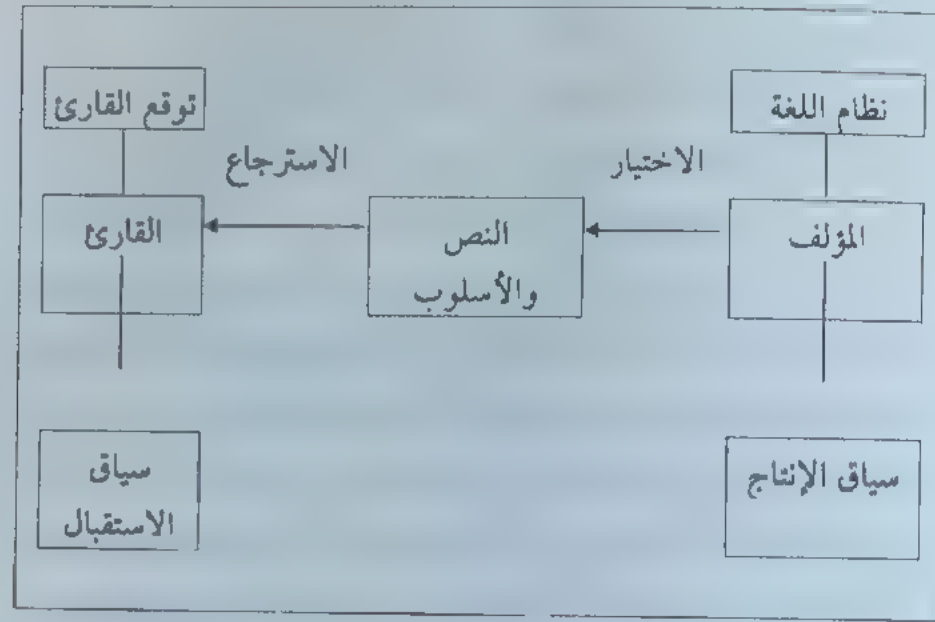 نظام اللغة
توقع القارئ
الاختيار
الاسترجاع
المؤلف
النص
والأسلوب
القارئ
سياق الإنتاج
سياق
الاستقبال